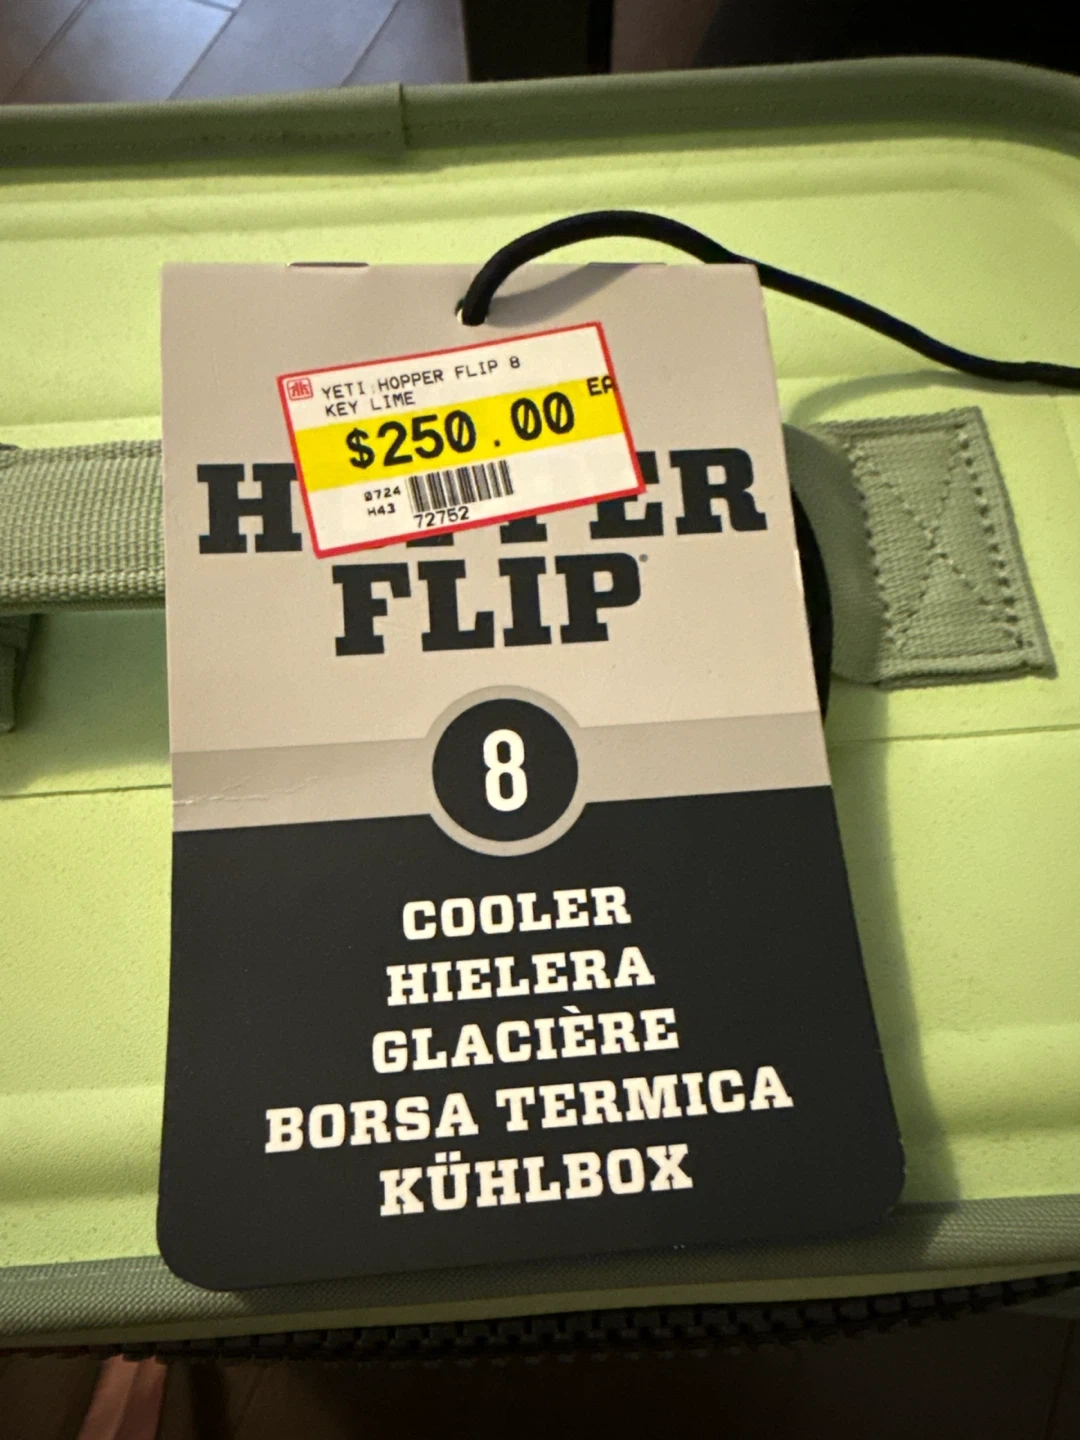 YETI HOPPER FLIP 8
KEY LIME
EA
$250.00
0724
H43
72752
HOPPER
FLIP
8
COOLER
HIELERA
GLACIÈRE
BORSA TERMICA
KÜHLBOX